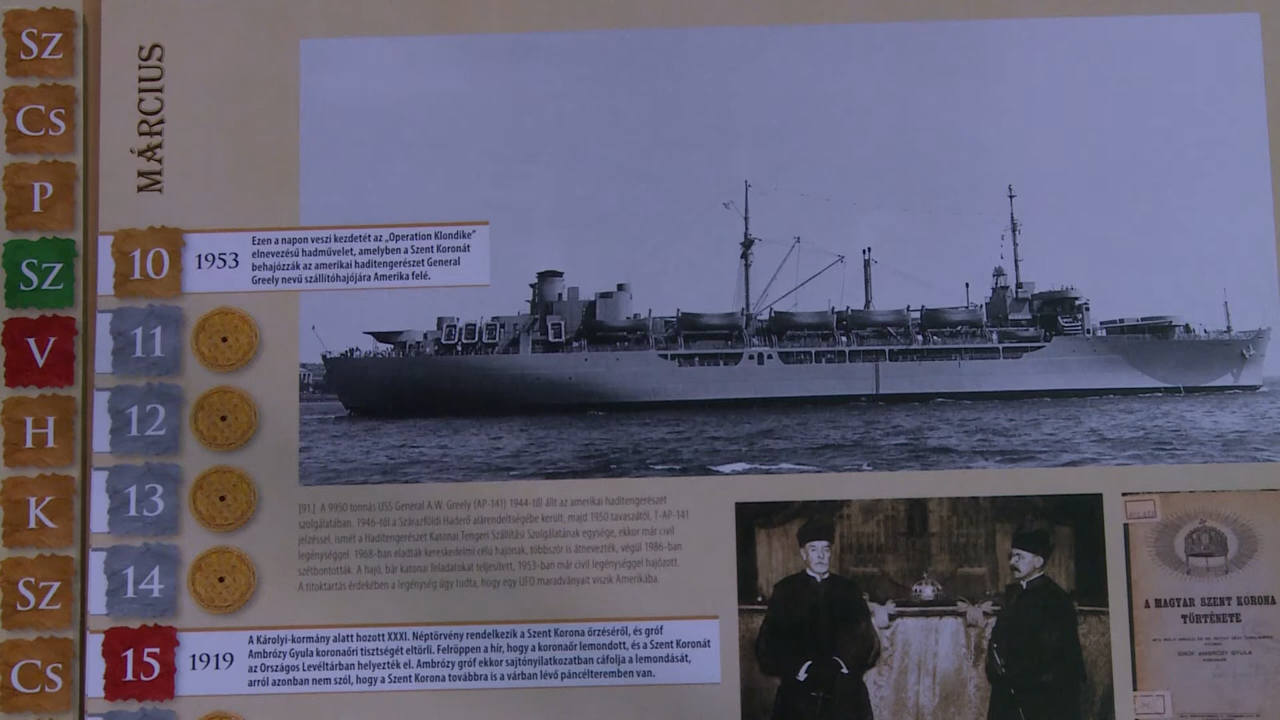 Sz
Cs
P
Sz
V
H
K
Sz
Cs
MÁRCIUS
10
1953
Ezen a napon veszi kezdetét az „Operation Klondike”
elnevezésű hadművelet, amelyben a Szent Koronát
behajózzák az amerikai haditengerészet General
Greely nevű szállítóhajójára Amerika felé.
11
12
13
14
[91.] A 9950 tonnás USS General A.W. Greely (AP-141) 1944-től állt az amerikai haditengerészet
szolgálatában. 1946-tól a Szárazföldi Haderő alárendeltségébe került, majd 1950 tavaszától, T-AP-141
jelzéssel, ismét a Haditengerészet Katonai Tengeri Szállítási Szolgálatának egysége, ekkor már civil
legénységgel. 1968-ban eladták kereskedelmi célú hajónak, többször is átnevezték, végül 1986-ban
szétbontották. A hajó, bár katonai feladatokat teljesített, 1953-ban már civil legénységgel hajózott.
A titoktartás érdekében a legénység úgy tudta, hogy egy UFO maradványait viszik Amerikába.
15
1919
A Károlyi-kormány alatt hozott XXXI. Néptörvény rendelkezik a Szent Korona őrzéséről, és gróf
Ambrózy Gyula koronaőri tisztségét eltörli. Felröppen a hír, hogy a koronaőr lemondott, és a Szent Koronát
az Országos Levéltárban helyezték el. Ambrózy gróf ekkor sajtónyilatkozatban cáfolja a lemondását,
arról azonban nem szól, hogy a Szent Korona továbbra is a várban lévő páncélteremben van.
A MAGYAR SZENT KORONA
TÖRTÉNETE
GRÓF AMBRÓZY GYULA